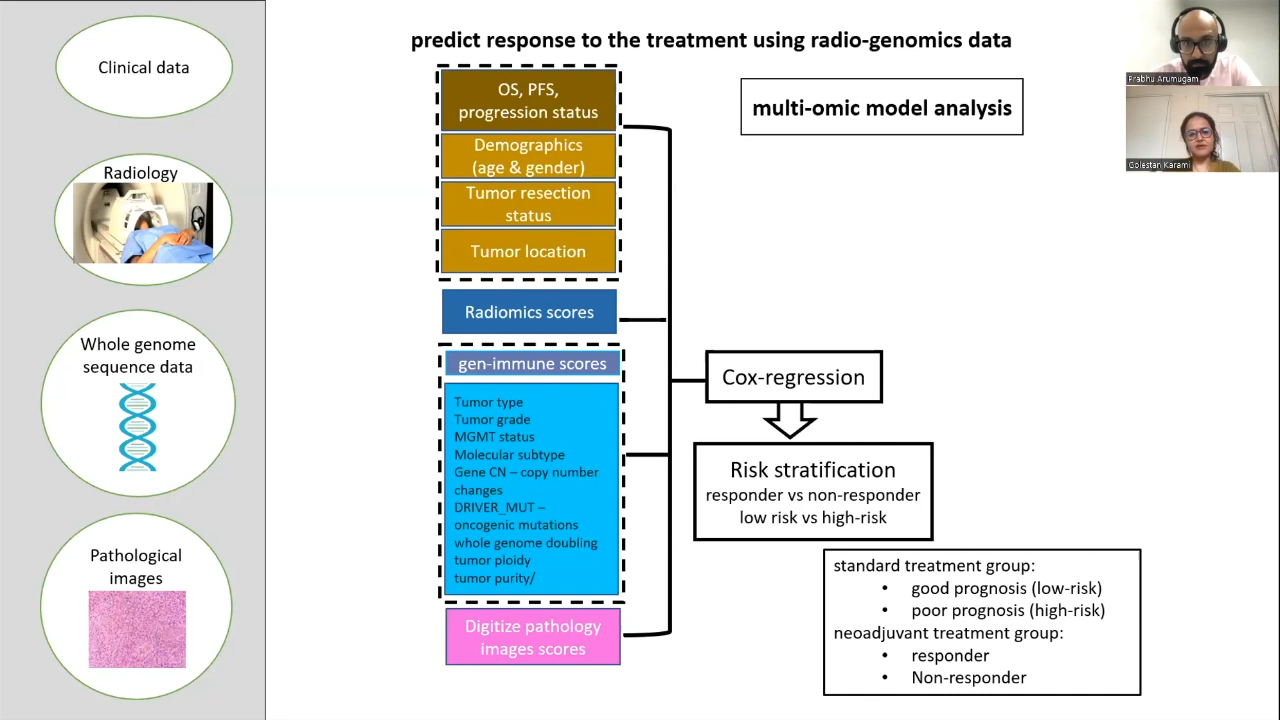 predict response to the treatment using radio-genomics data
Clinical data
Radiology
Whole genome
sequence data
Pathological
images
OS, PFS,
progression status
Demographics
(age & gender)
Tumor resection
status
Tumor location
Radiomics scores
gen-immune scores
Tumor type
Tumor grade
MGMT status
Molecular subtype
Gene CN – copy number
changes
DRIVER_MUT –
oncogenic mutations
whole genome doubling
tumor ploidy
tumor purity/
Digitize pathology
images scores
multi-omic model analysis
Cox-regression
Risk stratification
responder vs non-responder
low risk vs high-risk
standard treatment group:
• good prognosis (low-risk)
• poor prognosis (high-risk)
neoadjuvant treatment group:
• responder
• Non-responder
Prabhu Arumugam
Golestan Karami